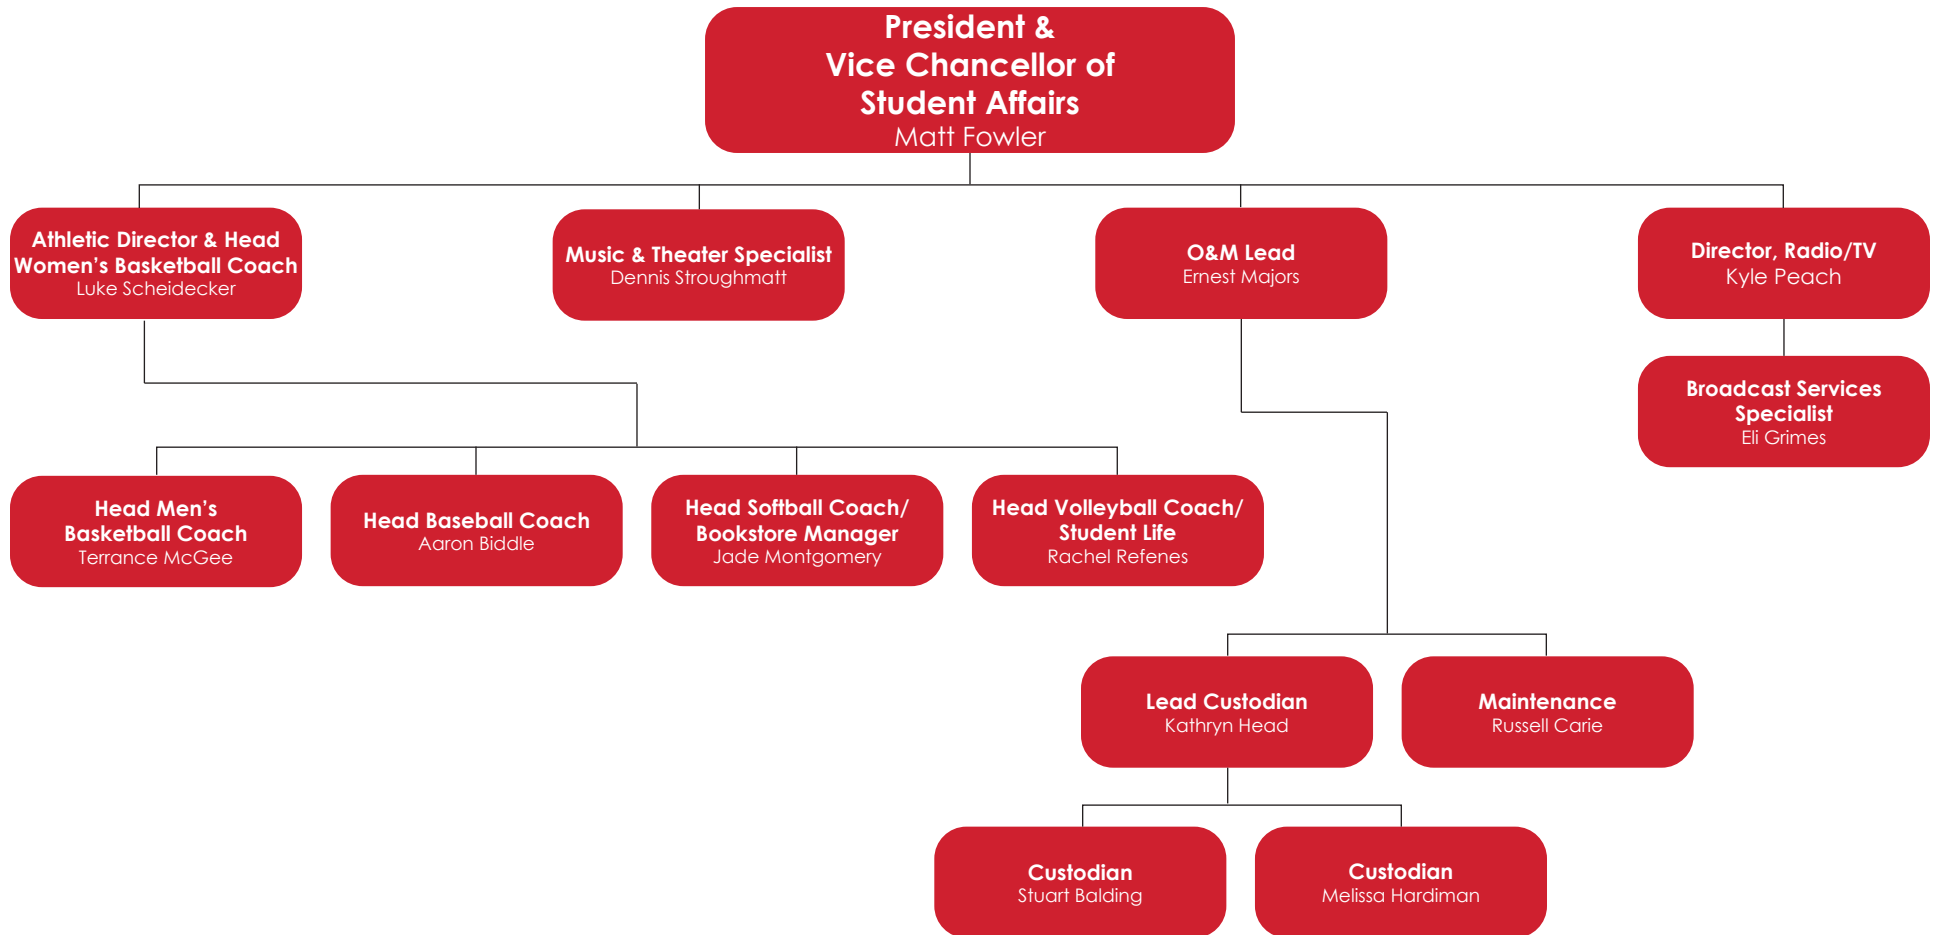 President &
Vice Chancellor of
Student Affairs
Matt Fowler
Athletic Director & Head
Women’s Basketball Coach
Luke Scheidecker
Music & Theater Specialist
Dennis Stroughmatt
O&M Lead
Ernest Majors
Director, Radio/TV
Kyle Peach
Broadcast Services
Specialist
Eli Grimes
Head Men’s
Basketball Coach
Terrance McGee
Head Baseball Coach
Aaron Biddle
Head Softball Coach/
Bookstore Manager
Jade Montgomery
Head Volleyball Coach/
Student Life
Rachel Refenes
Lead Custodian
Kathryn Head
Maintenance
Russell Carie
Custodian
Stuart Balding
Custodian
Melissa Hardiman